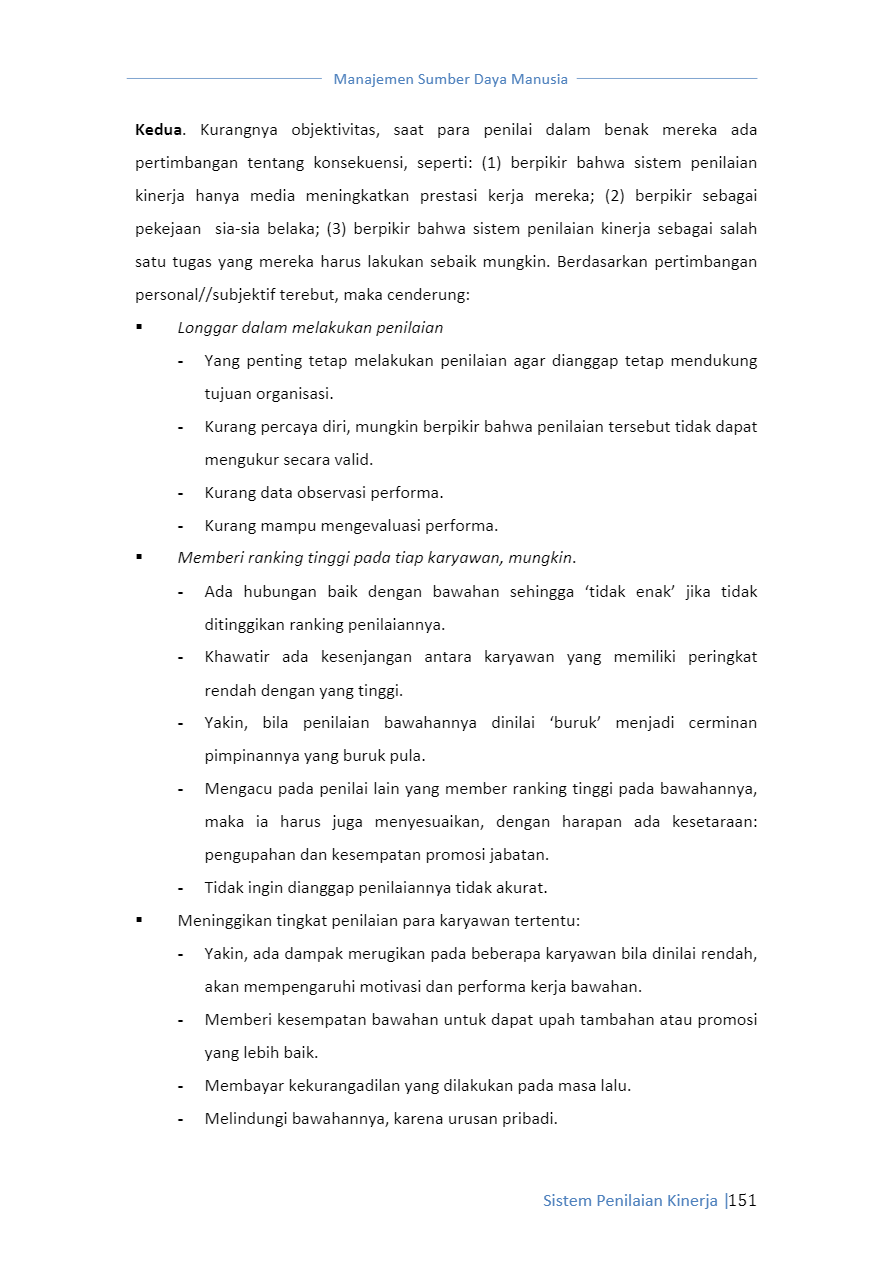 Manajemen Sumber Daya Manusia
Kedua. Kurangnya objektivitas, saat para penilai dalam benak mereka ada
pertimbangan tentang konsekuensi, seperti: (1) berpikir bahwa sistem penilaian
kinerja hanya media meningkatkan prestasi kerja mereka; (2) berpikir sebagai
pekejaan  sia-sia belaka; (3) berpikir bahwa sistem penilaian kinerja sebagai salah
satu tugas yang mereka harus lakukan sebaik mungkin. Berdasarkan pertimbangan
personal//subjektif terebut, maka cenderung:
▪ Longgar dalam melakukan penilaian
- Yang penting tetap melakukan penilaian agar dianggap tetap mendukung
tujuan organisasi.
- Kurang percaya diri, mungkin berpikir bahwa penilaian tersebut tidak dapat
mengukur secara valid.
- Kurang data observasi performa.
- Kurang mampu mengevaluasi performa.
▪ Memberi ranking tinggi pada tiap karyawan, mungkin.
- Ada hubungan baik dengan bawahan sehingga ‘tidak enak’ jika tidak
ditinggikan ranking penilaiannya.
- Khawatir ada kesenjangan antara karyawan yang memiliki peringkat
rendah dengan yang tinggi.
- Yakin, bila penilaian bawahannya dinilai ‘buruk’ menjadi cerminan
pimpinannya yang buruk pula.
- Mengacu pada penilai lain yang member ranking tinggi pada bawahannya,
maka ia harus juga menyesuaikan, dengan harapan ada kesetaraan:
pengupahan dan kesempatan promosi jabatan.
- Tidak ingin dianggap penilaiannya tidak akurat.
▪ Meninggikan tingkat penilaian para karyawan tertentu:
- Yakin, ada dampak merugikan pada beberapa karyawan bila dinilai rendah,
akan mempengaruhi motivasi dan performa kerja bawahan.
- Memberi kesempatan bawahan untuk dapat upah tambahan atau promosi
yang lebih baik.
- Membayar kekurangadilan yang dilakukan pada masa lalu.
- Melindungi bawahannya, karena urusan pribadi.
Sistem Penilaian Kinerja |151